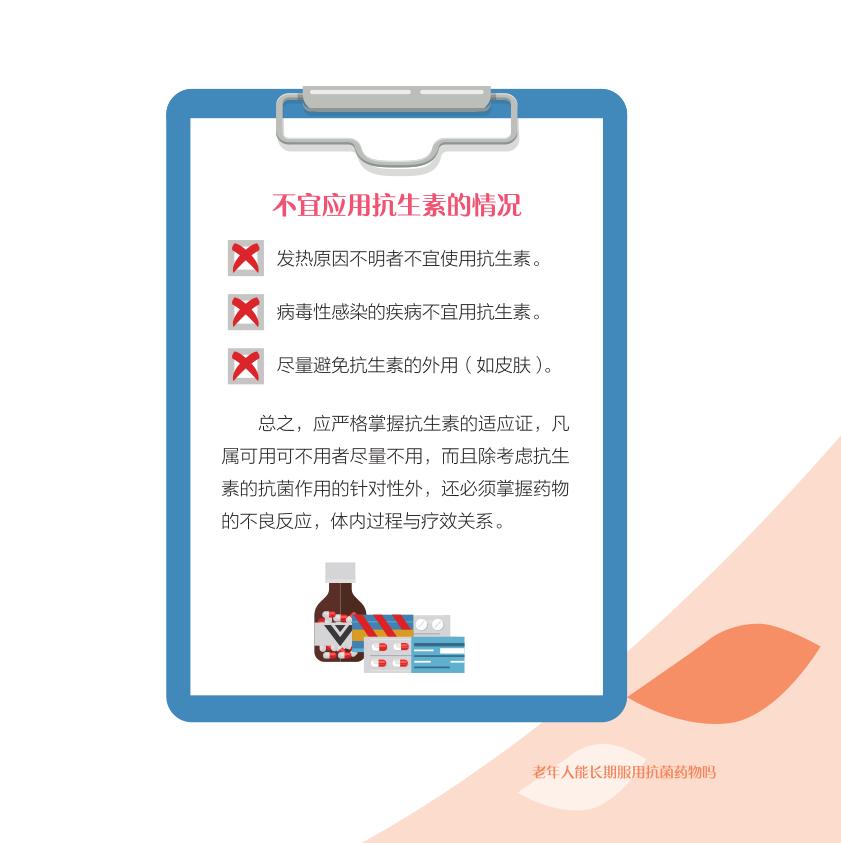 不宜应用抗生素的情况
发热原因不明者不宜使用抗生素。
病毒性感染的疾病不宜用抗生素。
尽量避免抗生素的外用（如皮肤）。
总之，应严格掌握抗生素的适应证，凡
属可用可不用者尽量不用，而且除考虑抗生
素的抗菌作用的针对性外，还必须掌握药物
的不良反应，体内过程与疗效关系。
老年人能长期服用抗菌药物吗